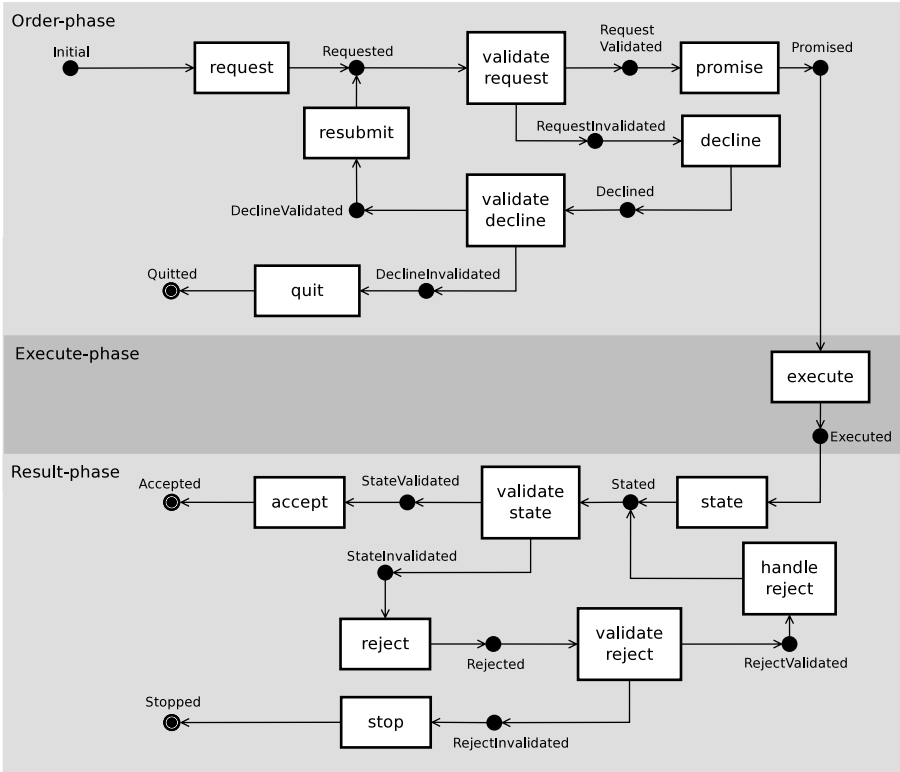 Order-phase
Initial
request
Requested
validate
request
Request
Validated
promise
Promised
resubmit
RequestInvalidated
decline
DeclineValidated
validate
decline
Declined
Quitted
quit
DeclineInvalidated
Execute-phase
execute
Executed
Result-phase
Accepted
accept
StateValidated
validate
state
Stated
state
StateInvalidated
handle
reject
reject
Rejected
validate
reject
RejectValidated
Stopped
stop
RejectInvalidated